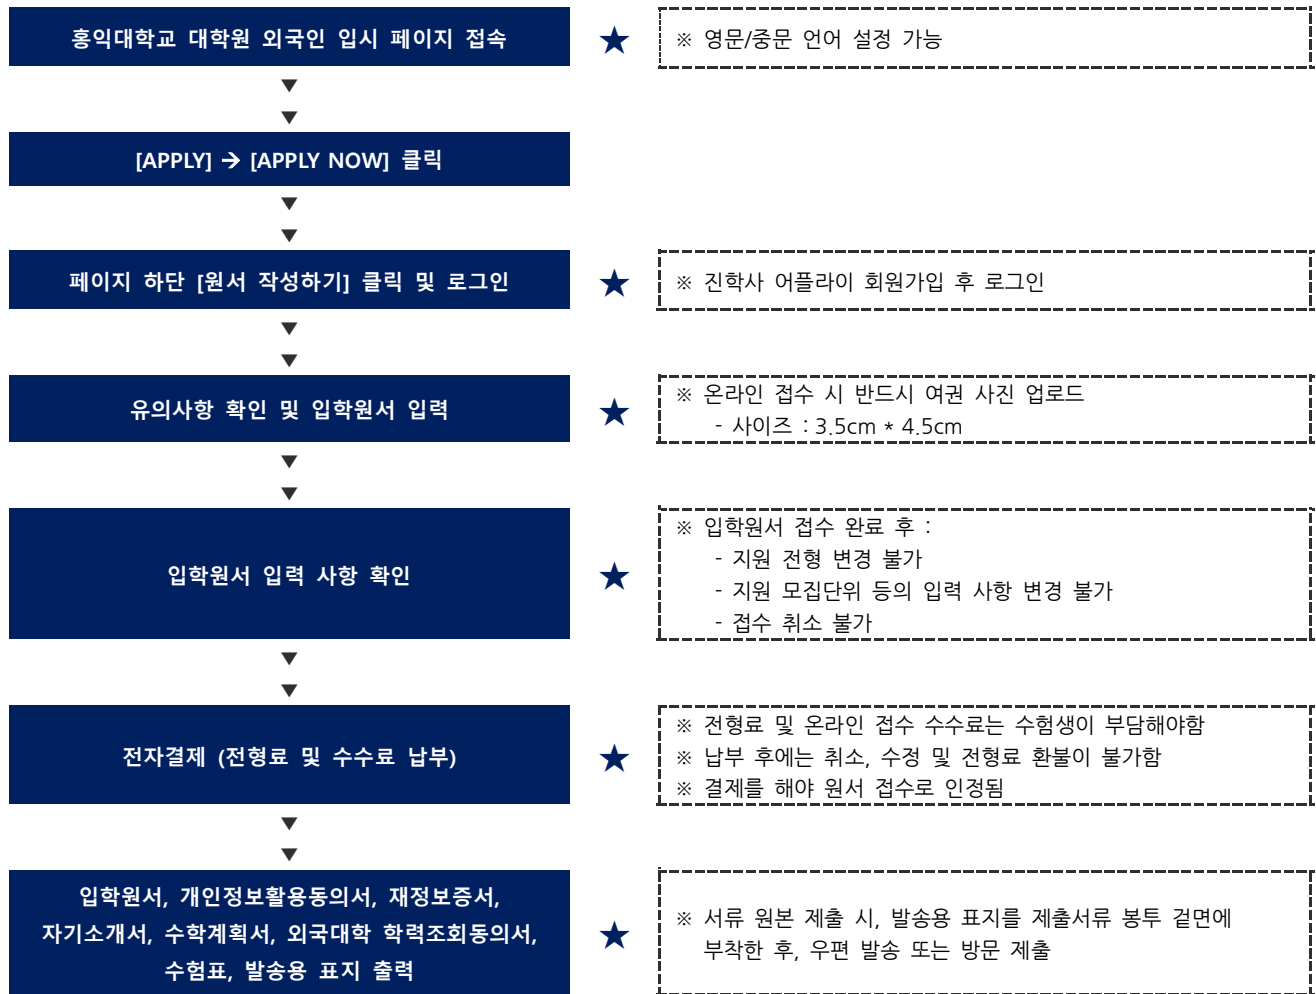 홍익대학교 대학원 외국인 입시 페이지 접속
★
※ 영문/중문 언어 설정 가능
▼
▼
[APPLY] → [APPLY NOW] 클릭
▼
▼
페이지 하단 [원서 작성하기] 클릭 및 로그인
★
※ 진학사 어플라이 회원가입 후 로그인
▼
▼
유의사항 확인 및 입학원서 입력
★
※ 온라인 접수 시 반드시 여권 사진 업로드
- 사이즈 : 3.5cm * 4.5cm
▼
▼
입학원서 입력 사항 확인
★
※ 입학원서 접수 완료 후 :
- 지원 전형 변경 불가
- 지원 모집단위 등의 입력 사항 변경 불가
- 접수 취소 불가
▼
▼
전자결제 (전형료 및 수수료 납부)
★
※ 전형료 및 온라인 접수 수수료는 수험생이 부담해야함
※ 납부 후에는 취소, 수정 및 전형료 환불이 불가함
※ 결제를 해야 원서 접수로 인정됨
▼
▼
입학원서, 개인정보활용동의서, 재정보증서,
자기소개서, 수학계획서, 외국대학 학력조회동의서,
수험표, 발송용 표지 출력
★
※ 서류 원본 제출 시, 발송용 표지를 제출서류 봉투 겉면에
부착한 후, 우편 발송 또는 방문 제출